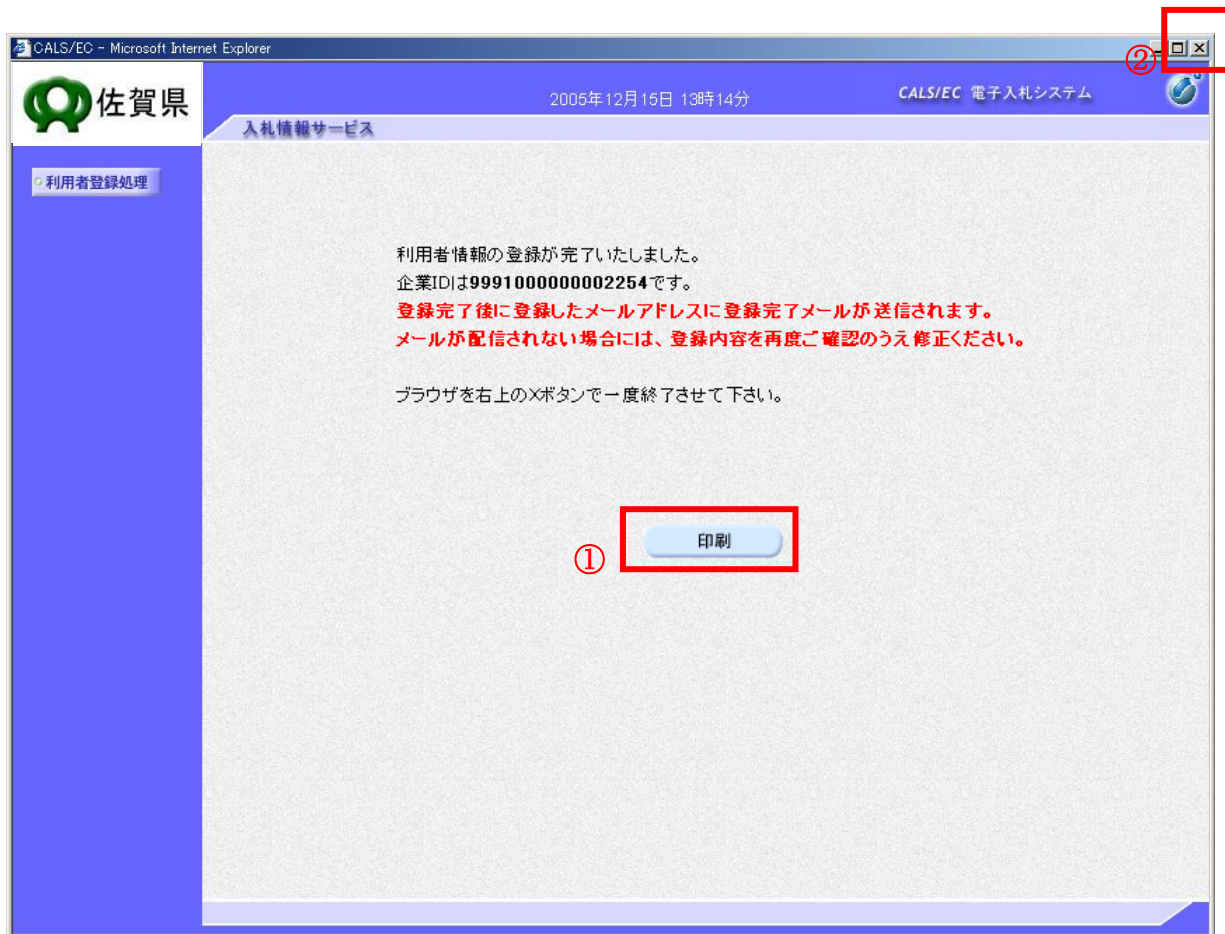 CALS/EC - Microsoft Internet Explorer
②
佐賀県
2005年12月15日 13時14分
CALS/EC 電子入札システム
入札情報サービス
利用者登録処理
利用者情報の登録が完了いたしました。
企業IDは9991000000002254です。
登録完了後に登録したメールアドレスに登録完了メールが送信されます。
メールが配信されない場合には、登録内容を再度ご確認のうえ修正ください。
ブラウザを右上の×ボタンで一度終了させて下さい。
①
印刷